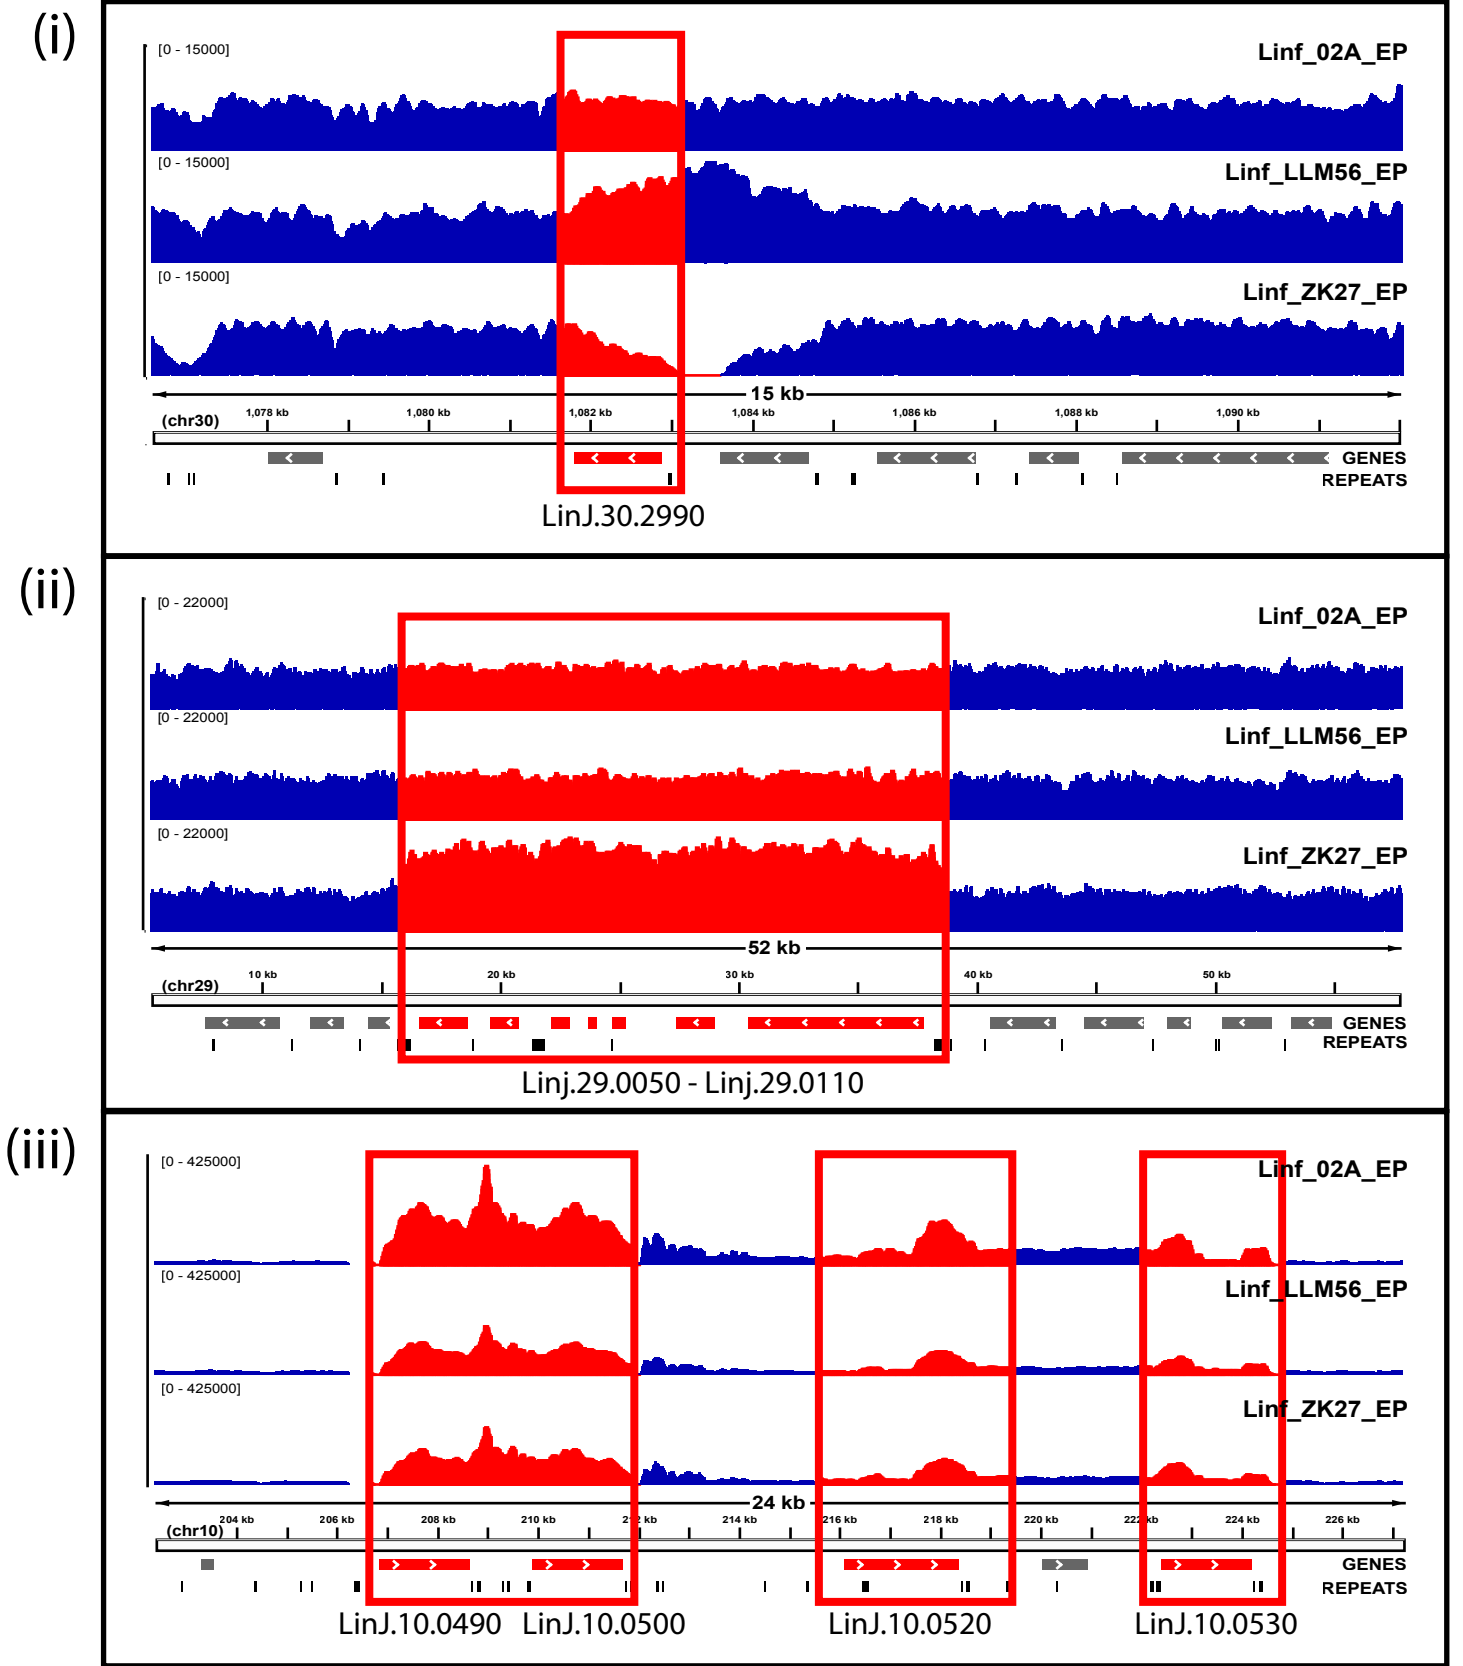 (i)
[0 - 15000]
Linf_02A_EP
[0 - 15000]
Linf_LLM56_EP
[0 - 15000]
Linf_ZK27_EP
15 kb
(chr30) 1,078 kb 1,080 kb 1,082 kb 1,084 kb 1,086 kb 1,088 kb 1,090 kb
GENES
REPEATS
LinJ.30.2990
(ii)
[0 - 22000]
Linf_02A_EP
[0 - 22000]
Linf_LLM56_EP
[0 - 22000]
Linf_ZK27_EP
52 kb
(chr29) 10 kb 20 kb 30 kb 40 kb 50 kb
GENES
REPEATS
Linj.29.0050 - Linj.29.0110
(iii)
[0 - 425000]
Linf_02A_EP
[0 - 425000]
Linf_LLM56_EP
[0 - 425000]
Linf_ZK27_EP
24 kb
(chr10) 204 kb 206 kb 208 kb 210 kb 212 kb 214 kb 216 kb 218 kb 220 kb 222 kb 224 kb 226 kb
GENES
REPEATS
LinJ.10.0490 LinJ.10.0500 LinJ.10.0520 LinJ.10.0530